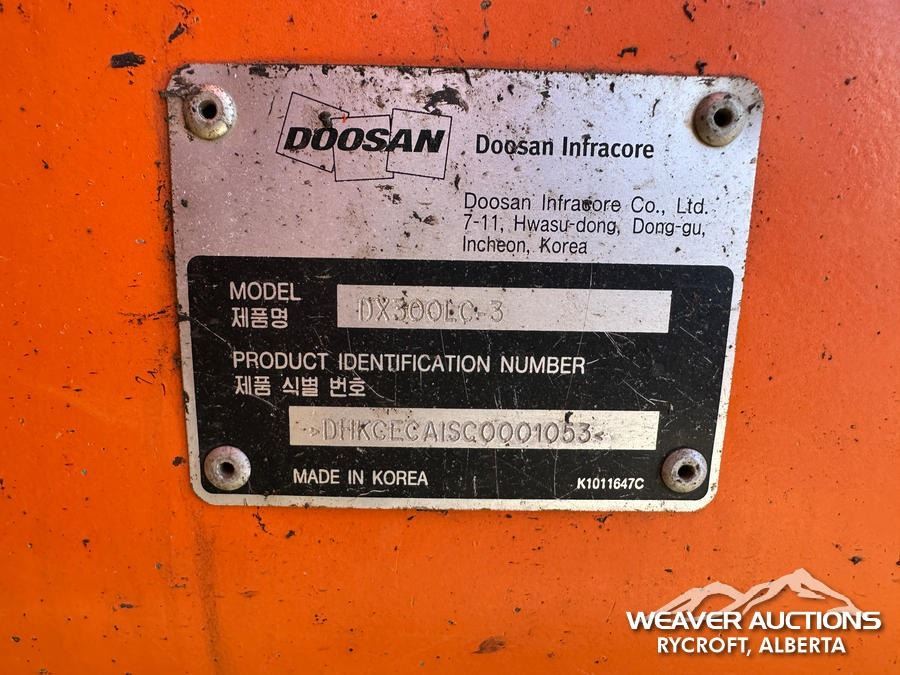 DOOSAN
Doosan Infracore
Doosan Infracore Co., Ltd.
7-11, Hwasu-dong, Dong-gu,
Incheon, Korea
MODEL
제품명
DX300LC-3
PRODUCT IDENTIFICATION NUMBER
제품 식별 번호
>DHKCECAISC0001053<
MADE IN KOREA
K1011647C
WEAVER AUCTIONS
RYCROFT, ALBERTA